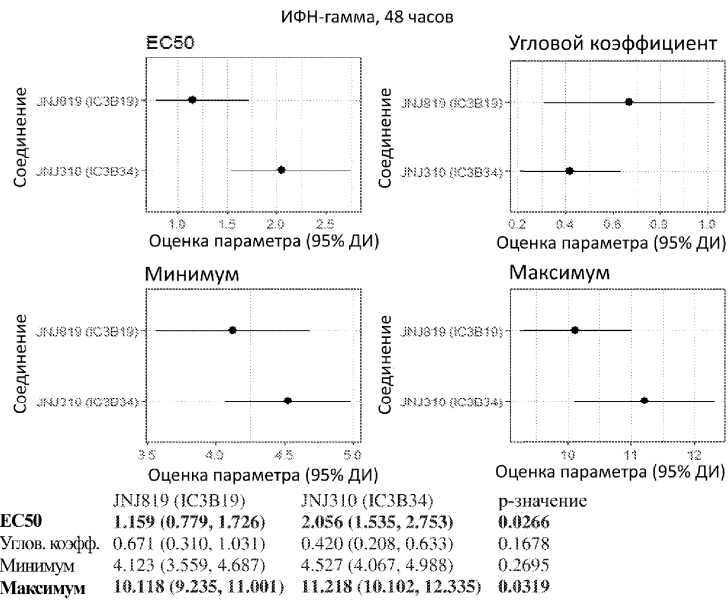 ИФН-гамма, 48 часов
EC50
Соединение
JNJ819 (IC3B19)
JNJ310 (IC3B34)
1.0 1.5 2.0 2.5
Оценка параметра (95% ДИ)
Угловой коэффициент
Соединение
JNJ819 (IC3B19)
JNJ310 (IC3B34)
0.2 0.4 0.6 0.8 1.0
Оценка параметра (95% ДИ)
Минимум
Соединение
JNJ819 (IC3B19)
JNJ310 (IC3B34)
3.5 4.0 4.5 5.0
Оценка параметра (95% ДИ)
Максимум
Соединение
JNJ819 (IC3B19)
JNJ310 (IC3B34)
10 11 12
Оценка параметра (95% ДИ)
JNJ819 (IC3B19) JNJ310 (IC3B34) p-значение
EC50 1.159 (0.779, 1.726) 2.056 (1.535, 2.753) 0.0266
Углов. коэфф. 0.671 (0.310, 1.031) 0.420 (0.208, 0.633) 0.1678
Минимум 4.123 (3.559, 4.687) 4.527 (4.067, 4.988) 0.2695
Максимум 10.118 (9.235, 11.001) 11.218 (10.102, 12.335) 0.0319